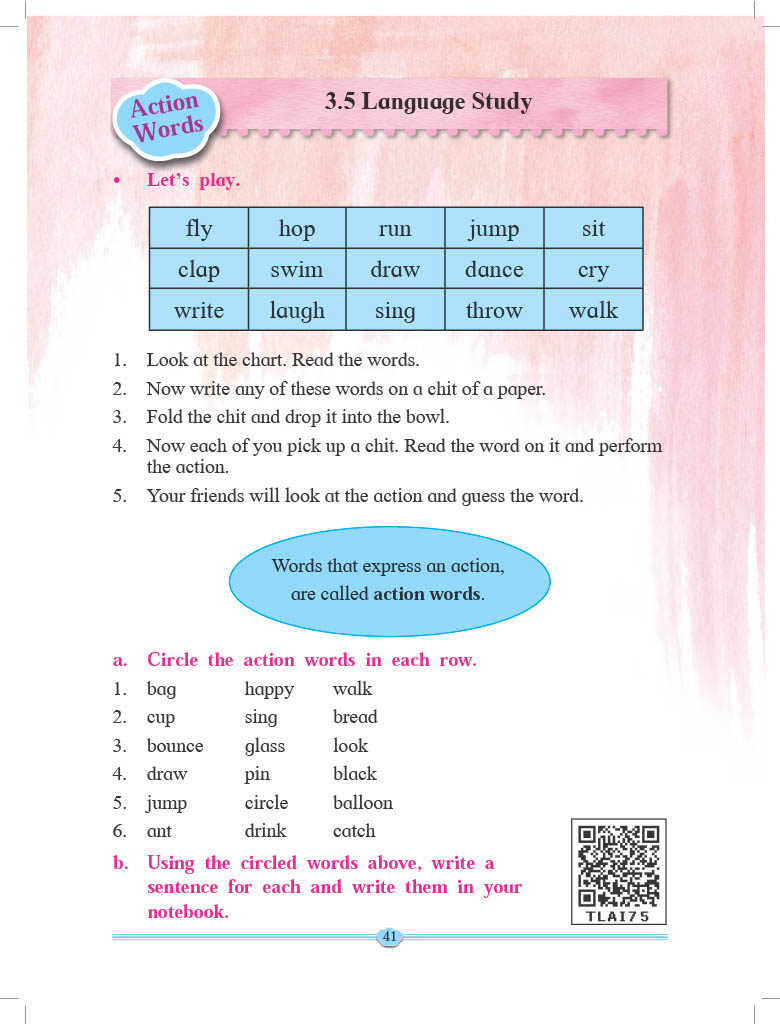 Action
Words
3.5 Language Study
• Let's play.
fly hop run jump sit
clap swim draw dance cry
write laugh sing throw walk
1. Look at the chart. Read the words.
2. Now write any of these words on a chit of a paper.
3. Fold the chit and drop it into the bowl.
4. Now each of you pick up a chit. Read the word on it and perform
the action.
5. Your friends will look at the action and guess the word.
Words that express an action,
are called action words.
a. Circle the action words in each row.
1. bag happy walk
2. cup sing bread
3. bounce glass look
4. draw pin black
5. jump circle balloon
6. ant drink catch
b. Using the circled words above, write a
sentence for each and write them in your
notebook.
TLAI75
41